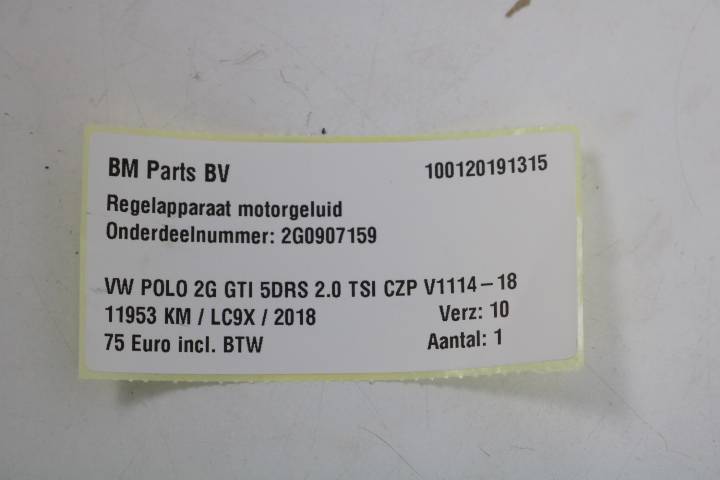 BM Parts BV 100120191315
Regelapparaat motorgeluid
Onderdeelnummer: 2G0907159
VW POLO 2G GTI 5DRS 2.0 TSI CZP V1114-18
11953 KM / LC9X / 2018 Verz: 10
75 Euro incl. BTW Aantal: 1